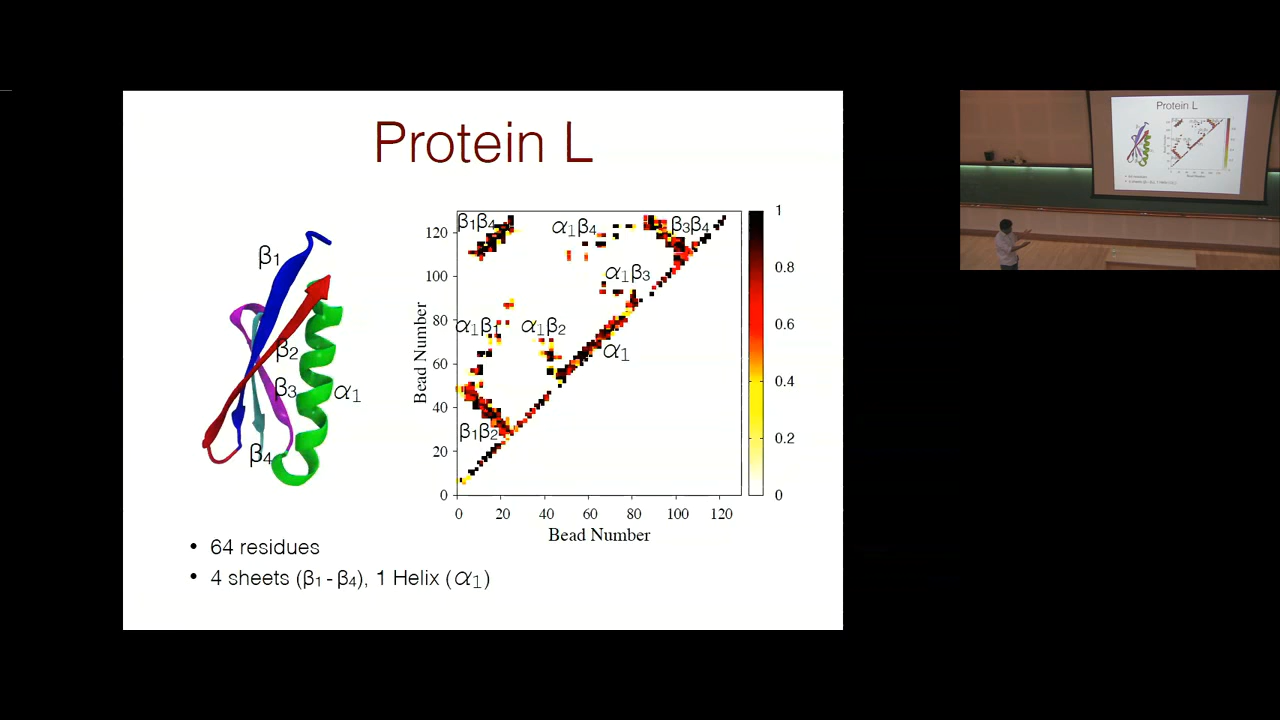 Protein L
β1
β2
β3
α1
β4
β1β4
α1β4
β3β4
α1β3
α1β1
α1β2
α1
β1β2
120
100
80
60
40
20
0
Bead Number
0 20 40 60 80 100 120
Bead Number
1
0.8
0.6
0.4
0.2
0
• 64 residues
• 4 sheets (β1 - β4), 1 Helix (α1)
Protein L